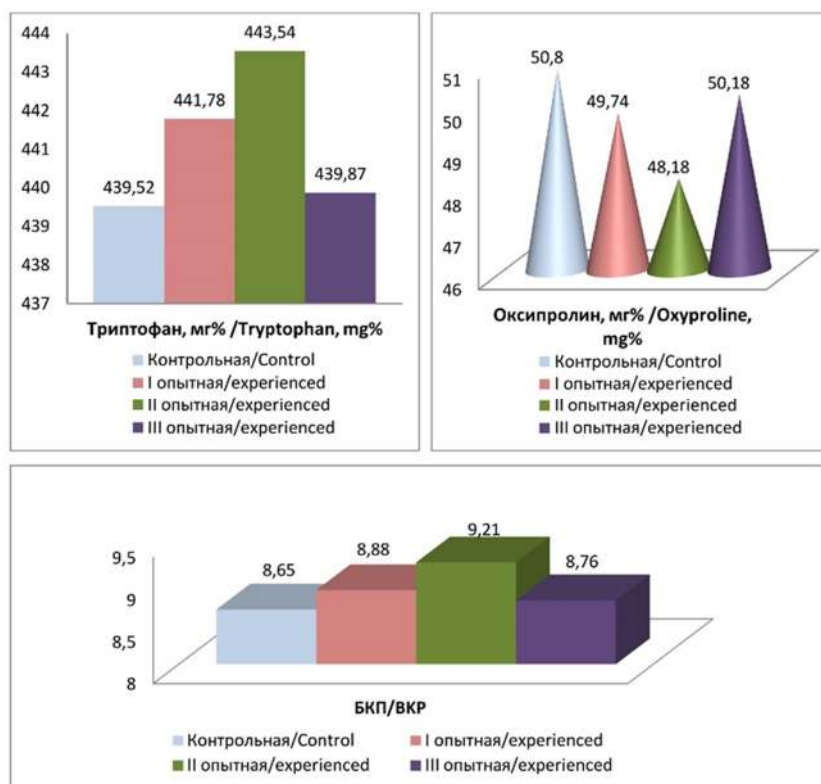 444
443
442
441
440
439
438
437
439,52
441,78
443,54
439,87
Триптофан, мг% /Tryptophan, mg%
Контрольная/Control
I опытная/experienced
II опытная/experienced
III опытная/experienced
51
50
49
48
47
46
50,8
49,74
48,18
50,18
Оксипролин, мг% /Oxyproline,
mg%
Контрольная/Control
I опытная/experienced
II опытная/experienced
III опытная/experienced
9,5
9
8,5
8
8,65
8,88
9,21
8,76
БКП/BKP
Контрольная/Control
I опытная/experienced
II опытная/experienced
III опытная/experienced